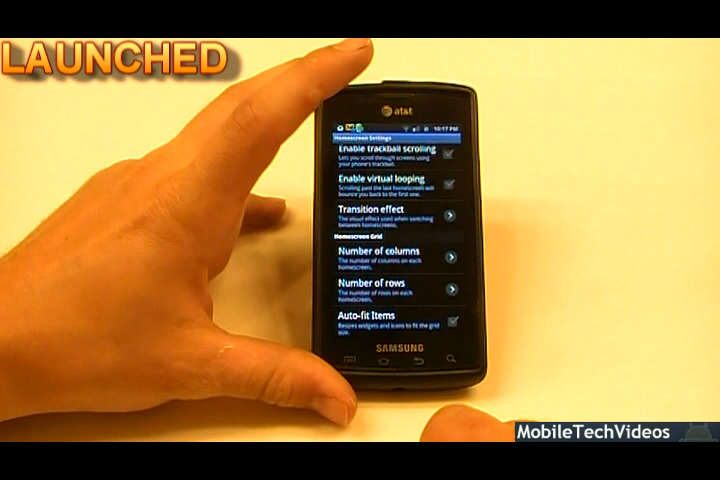 LAUNCHED
at&t
10:17 PM
Homescreen Settings
Enable trackball scrolling
Lets you scroll through screens using
your phone's trackball.
Enable virtual looping
Scrolling past the last homescreen will
bounce you back to the first one.
Transition effect
The visual effect used when switching
between homescreens.
Homescreen Grid
Number of columns
The number of columns on each
homescreen.
Number of rows
The number of rows on each
homescreen.
Auto-fit Items
Resizes widgets and icons to fit the grid
size.
SAMSUNG
MobileTechVideos